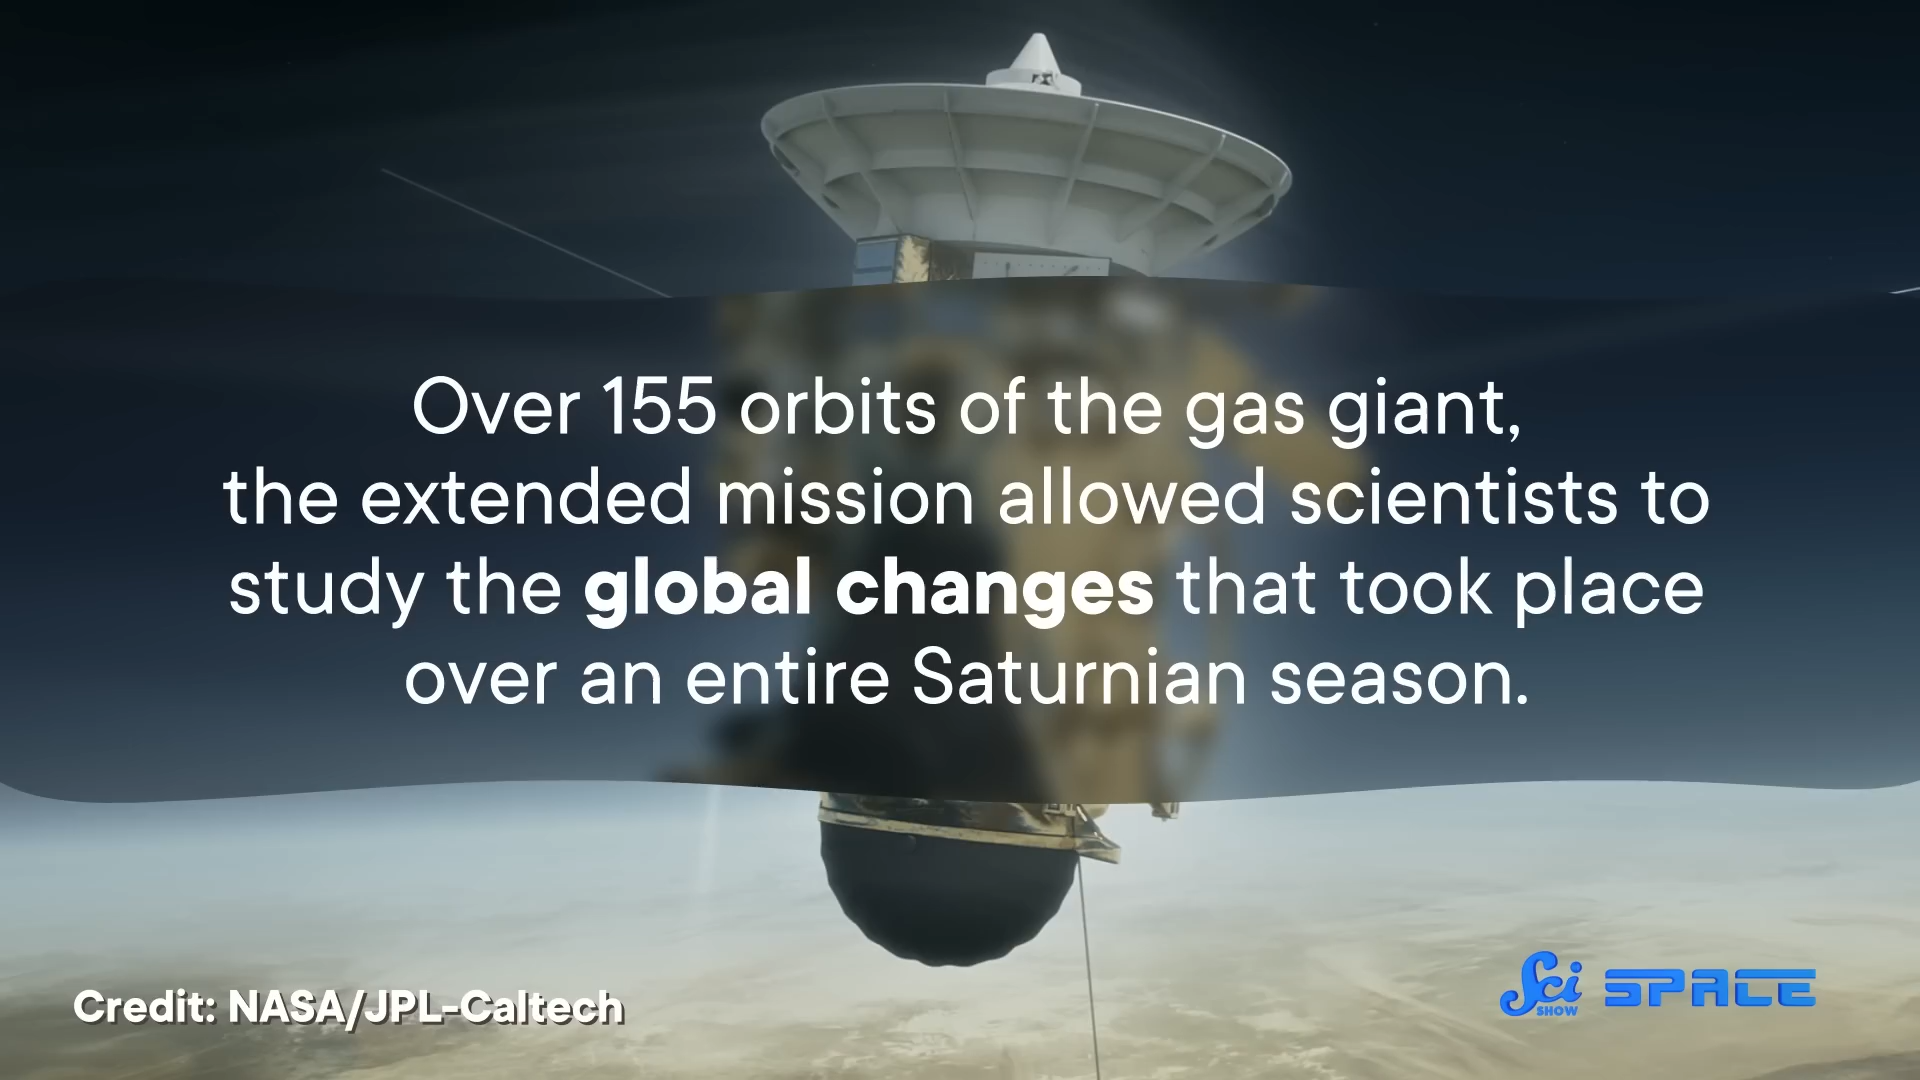 Over 155 orbits of the gas giant,
the extended mission allowed scientists to
study the global changes that took place
over an entire Saturnian season.
Credit: NASA/JPL-Caltech
Sci SHOW SPACE